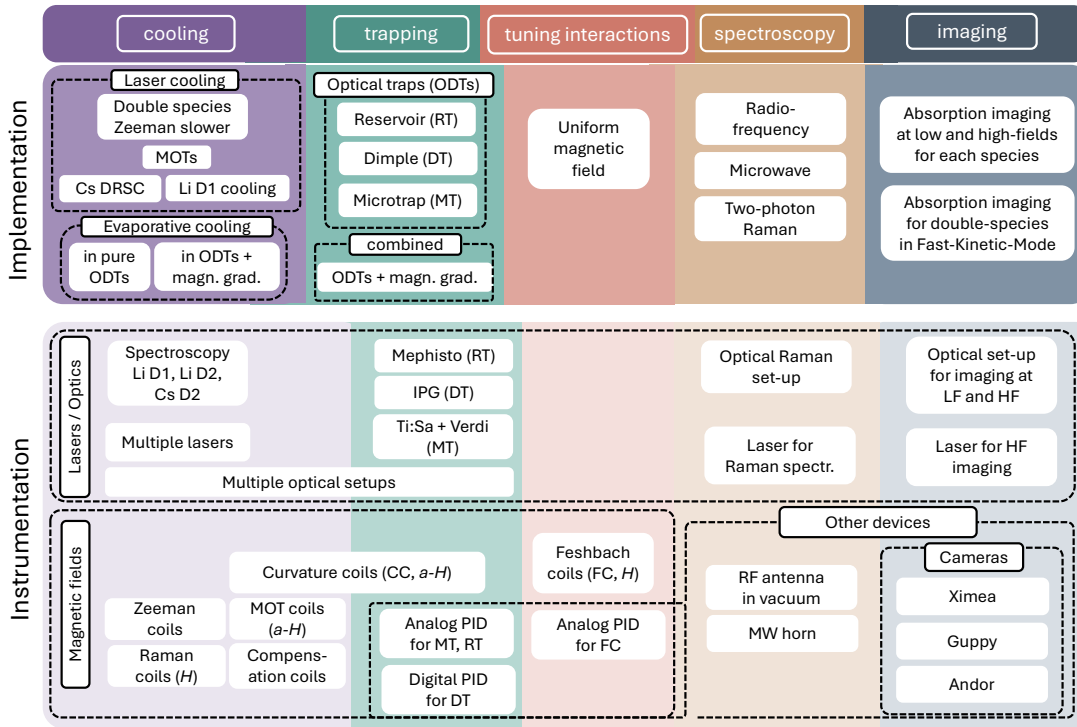 cooling
trapping
tuning interactions
spectroscopy
imaging
Implementation
Laser cooling
Double species
Zeeman slower
MOTs
Cs DRSC
Li D1 cooling
Evaporative cooling
in pure
ODTs
in ODTs +
magn. grad.
Optical traps (ODTs)
Reservoir (RT)
Dimple (DT)
Microtrap (MT)
combined
ODTs + magn. grad.
Uniform
magnetic
field
Radio-
frequency
Microwave
Two-photon
Raman
Absorption imaging
at low and high-fields
for each species
Absorption imaging
for double-species
in Fast-Kinetic-Mode
Instrumentation
Lasers / Optics
Spectroscopy
Li D1, Li D2,
Cs D2
Multiple lasers
Multiple optical setups
Mephisto (RT)
IPG (DT)
Ti:Sa + Verdi
(MT)
Optical Raman
set-up
Laser for
Raman spectr.
Optical set-up
for imaging at
LF and HF
Laser for HF
imaging
Magnetic fields
Curvature coils (CC, a-H)
Zeeman
coils
MOT coils
(a-H)
Raman
coils (H)
Compens-
ation coils
Feshbach
coils (FC, H)
Analog PID
for MT, RT
Analog PID
for FC
Digital PID
for DT
Other devices
RF antenna
in vacuum
MW horn
Cameras
Ximea
Guppy
Andor